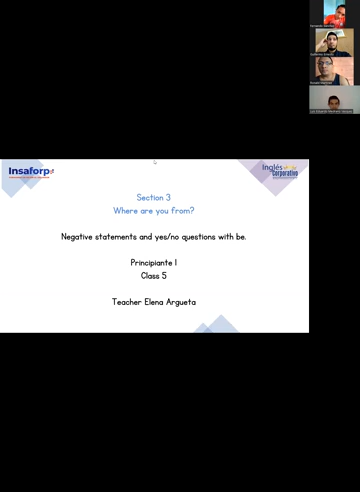 Insaforp
inglés
Corporativo
Section 3
Where are you from?
Negative statements and yes/no questions with be.
Principiante 1
Class 5
Teacher Elena Argueta